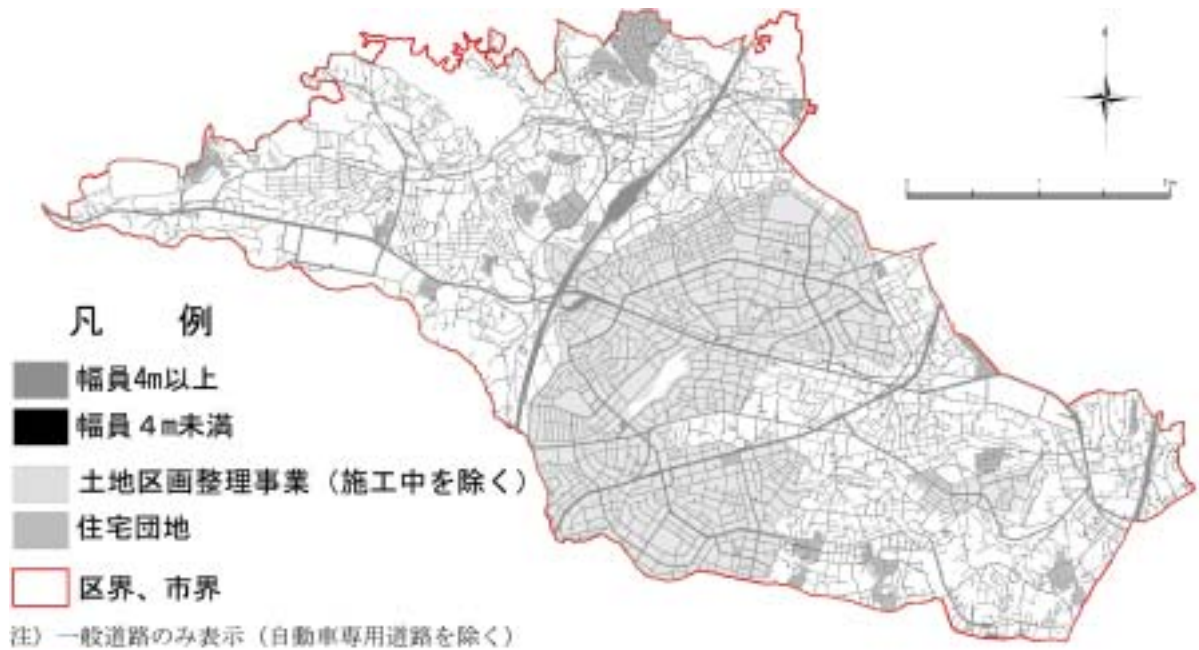 凡 例
幅員4m以上
幅員4m未満
土地区画整理事業（施工中を除く）
住宅団地
区界、市界
注）一般道路のみ表示（自動車専用道路を除く）